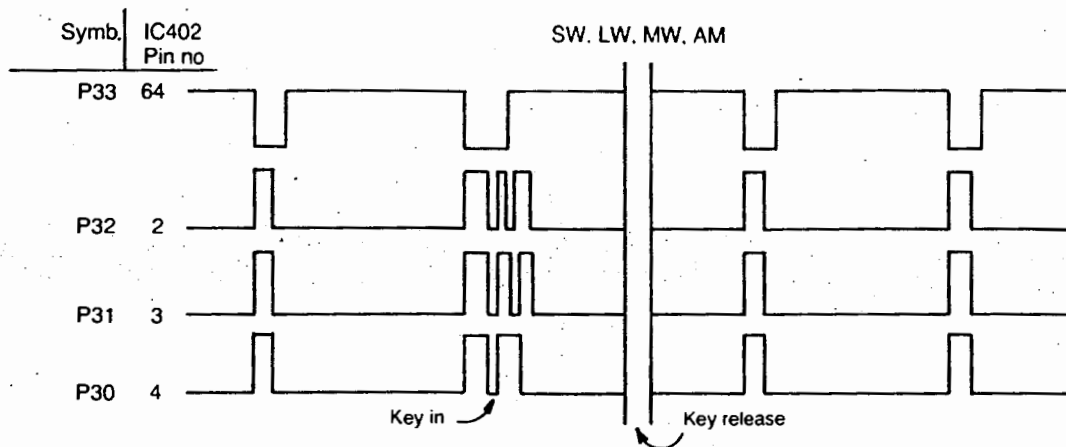 Symb. IC402
Pin no
SW. LW. MW. AM
P33 64
P32 2
P31 3
P30 4
Key in
Key release